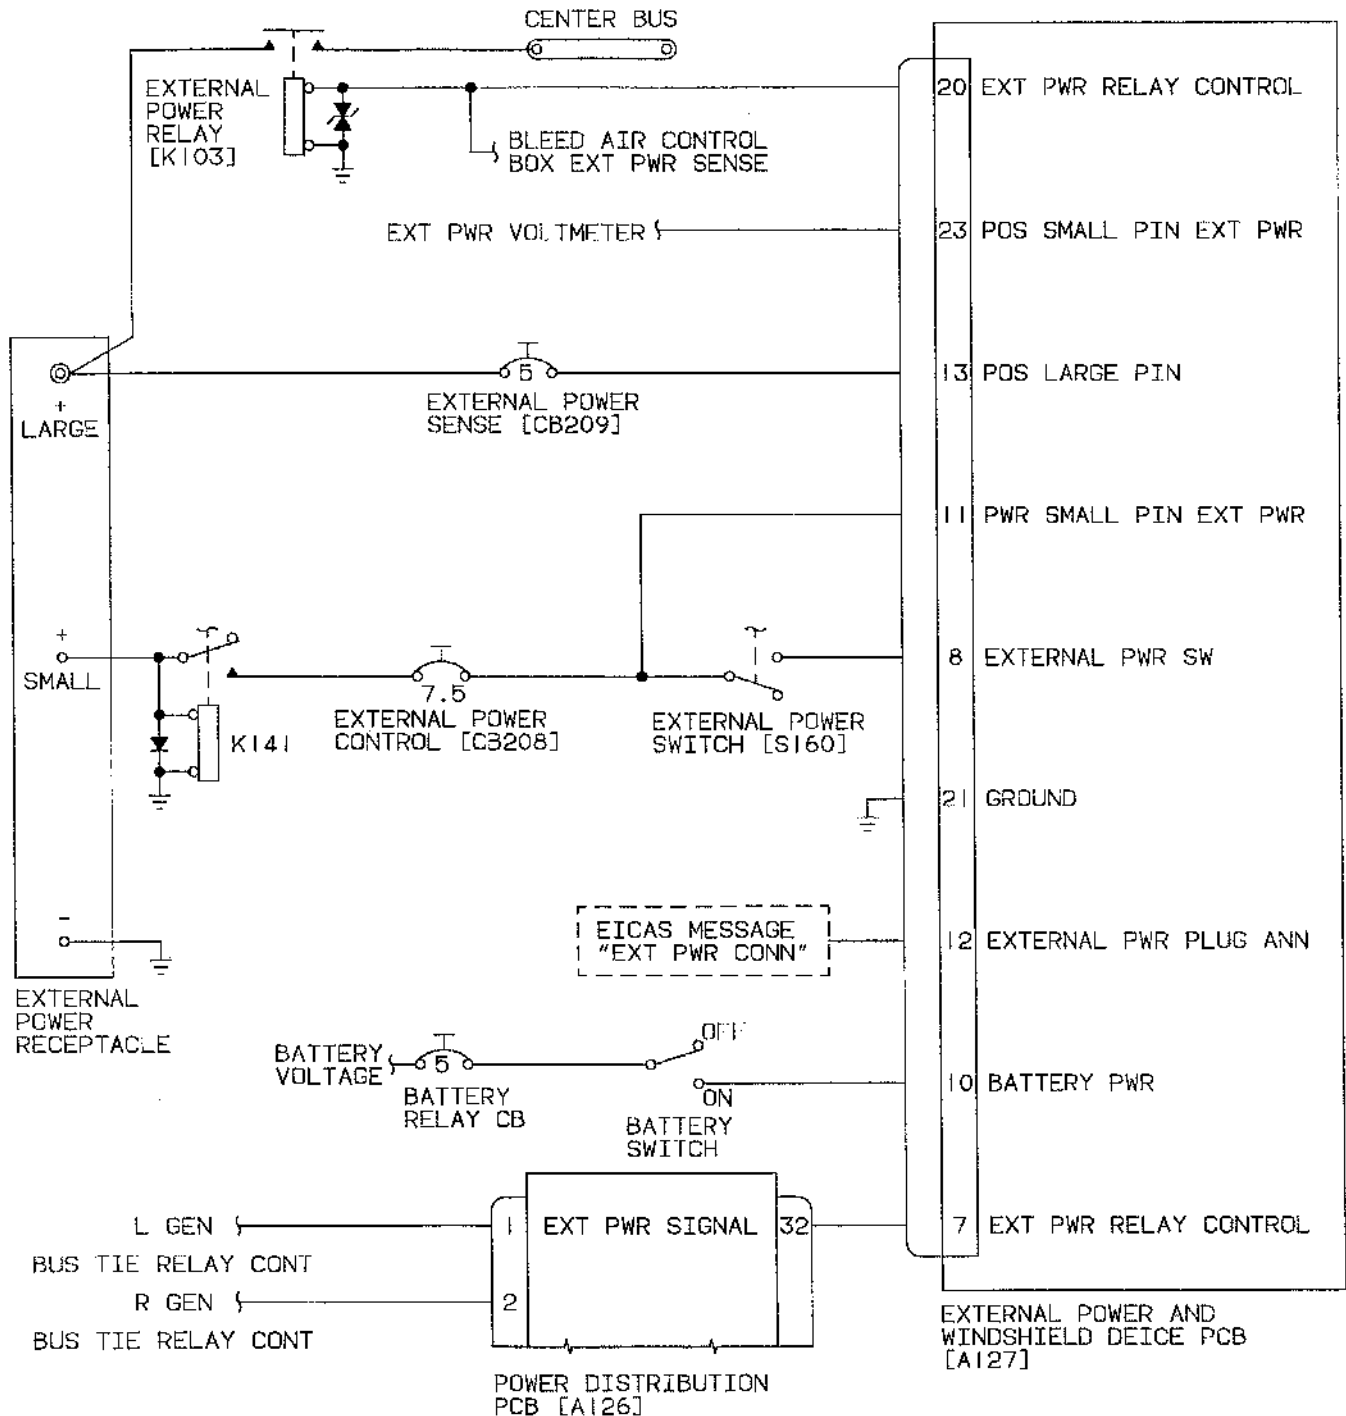 CENTER BUS
EXTERNAL
POWER
RELAY
[K103]
20 EXT PWR RELAY CONTROL
BLEED AIR CONTROL
BOX EXT PWR SENSE
EXT PWR VOLTMETER
23 POS SMALL PIN EXT PWR
+
LARGE
5
EXTERNAL POWER
SENSE [CB209]
13 POS LARGE PIN
11 PWR SMALL PIN EXT PWR
+
SMALL
K141
7.5
EXTERNAL POWER
CONTROL [CB208]
EXTERNAL POWER
SWITCH [S160]
8 EXTERNAL PWR SW
21 GROUND
-
EXTERNAL
POWER
RECEPTACLE
EICAS MESSAGE
"EXT PWR CONN"
12 EXTERNAL PWR PLUG ANN
BATTERY
VOLTAGE
5
BATTERY
RELAY CB
OFF
ON
BATTERY
SWITCH
10 BATTERY PWR
L GEN
BUS TIE RELAY CONT
R GEN
BUS TIE RELAY CONT
1 EXT PWR SIGNAL 32
2
7 EXT PWR RELAY CONTROL
POWER DISTRIBUTION
PCB [A126]
EXTERNAL POWER AND
WINDSHIELD DEICE PCB
[A127]